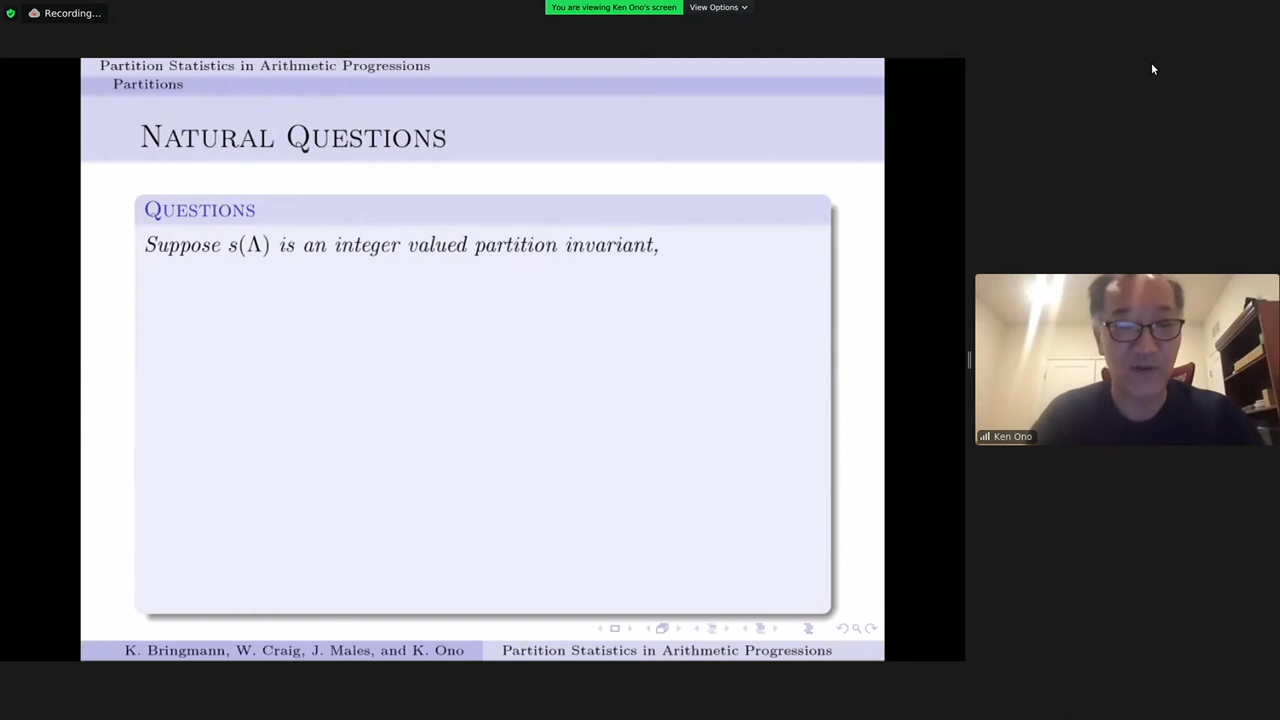 Recording...
You are viewing Ken Ono's screen
View Options
Partition Statistics in Arithmetic Progressions
Partitions
Natural Questions
Questions
Suppose s(Λ) is an integer valued partition invariant,
Ken Ono
K. Bringmann, W. Craig, J. Males, and K. Ono
Partition Statistics in Arithmetic Progressions